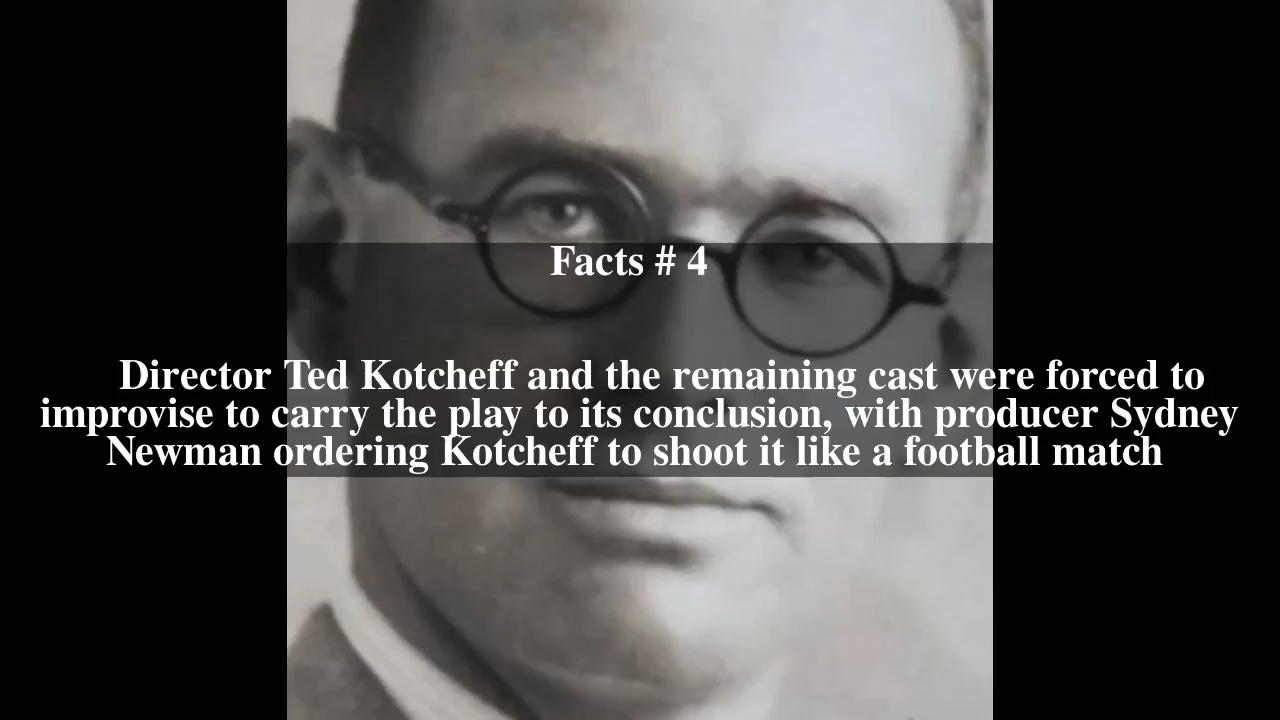 Facts # 4
Director Ted Kotcheff and the remaining cast were forced to
improvise to carry the play to its conclusion, with producer Sydney
Newman ordering Kotcheff to shoot it like a football match